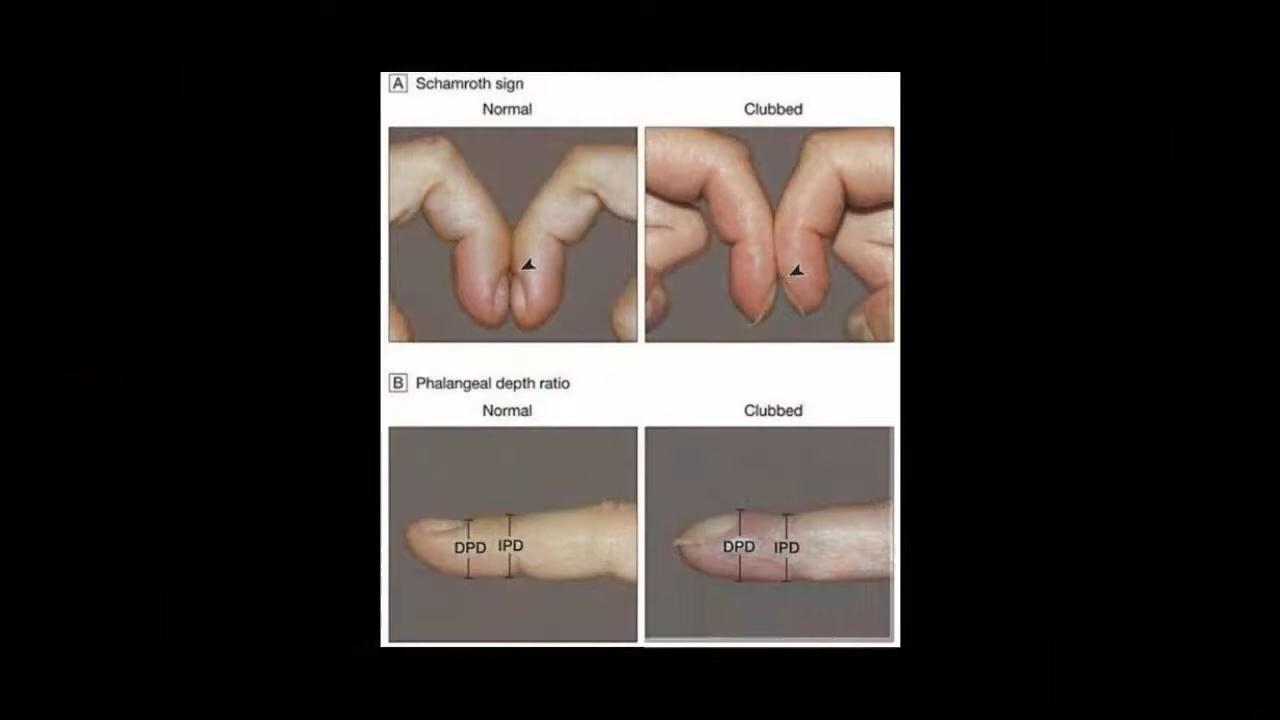 A Schamroth sign
Normal Clubbed
B Phalangeal depth ratio
Normal Clubbed
DPD IPD DPD IPD